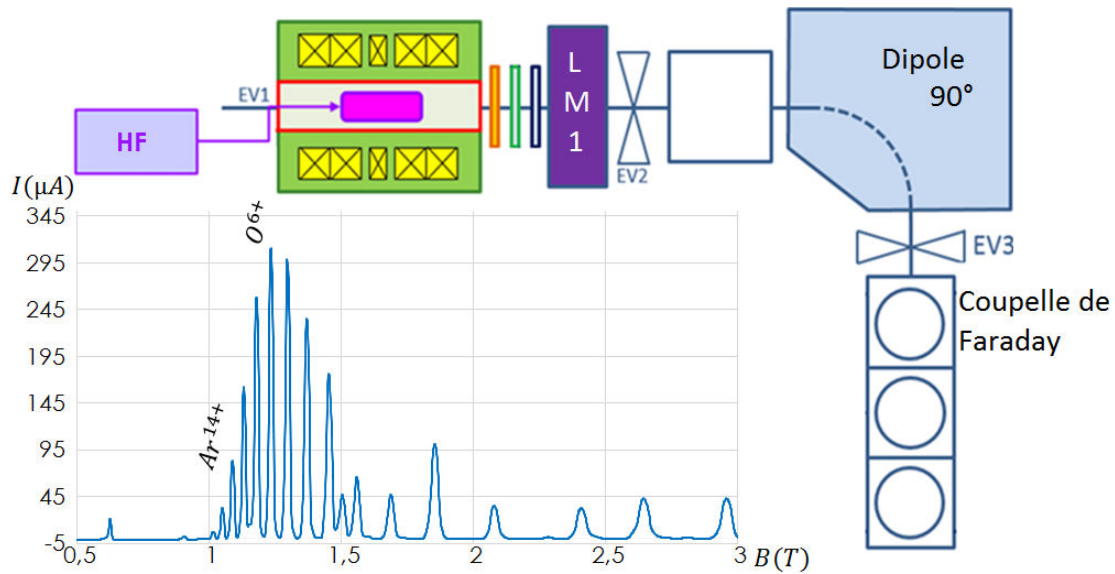 EV1
HF
L
M
1
EV2
Dipole
90°
EV3
Coupelle de
Faraday
I(μA)
345
295
245
195
145
95
45
-5
O⁶⁺
Ar¹⁴⁺
0,5
1
1,5
2
2,5
3
B(T)